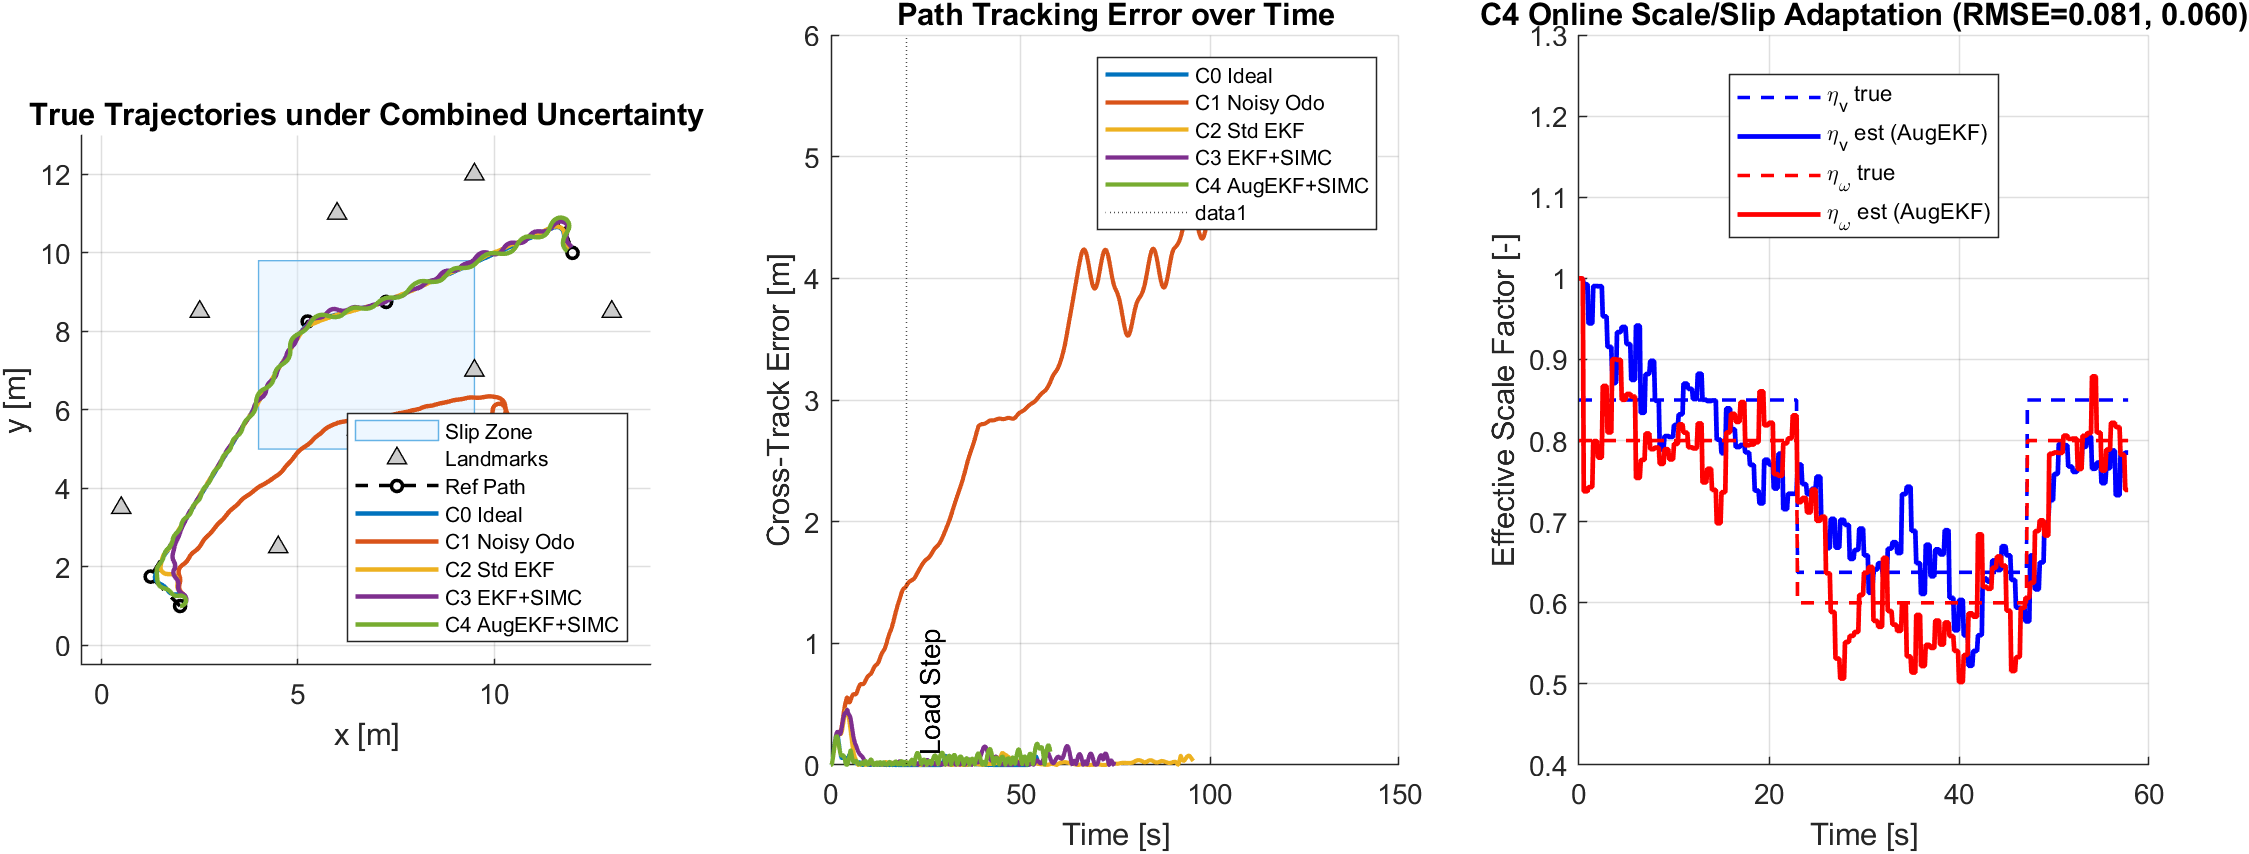 True Trajectories under Combined Uncertainty
12
10
8
6
4
2
0
0
5
10
y [m]
x [m]
Slip Zone
Landmarks
Ref Path
C0 Ideal
C1 Noisy Odo
C2 Std EKF
C3 EKF+SIMC
C4 AugEKF+SIMC
Path Tracking Error over Time
6
5
4
3
2
1
0
0
50
100
150
Cross-Track Error [m]
Time [s]
Load Step
C0 Ideal
C1 Noisy Odo
C2 Std EKF
C3 EKF+SIMC
C4 AugEKF+SIMC
data1
C4 Online Scale/Slip Adaptation (RMSE=0.081, 0.060)
1.3
1.2
1.1
1
0.9
0.8
0.7
0.6
0.5
0.4
0
20
40
60
Effective Scale Factor [-]
Time [s]
η_v true
η_v est (AugEKF)
η_ω true
η_ω est (AugEKF)